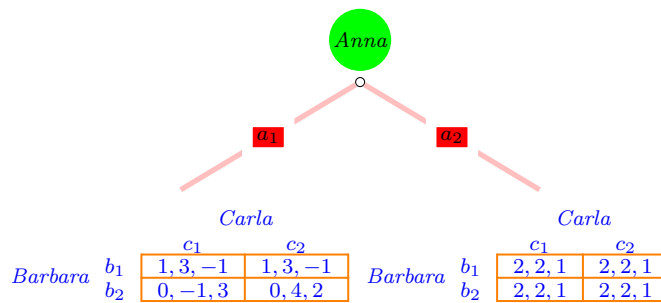 Anna
a₁ a₂
Carla Carla
c₁ c₂ c₁ c₂
Barbara b₁ 1, 3, −1 1, 3, −1 Barbara b₁ 2, 2, 1 2, 2, 1
b₂ 0, −1, 3 0, 4, 2 b₂ 2, 2, 1 2, 2, 1